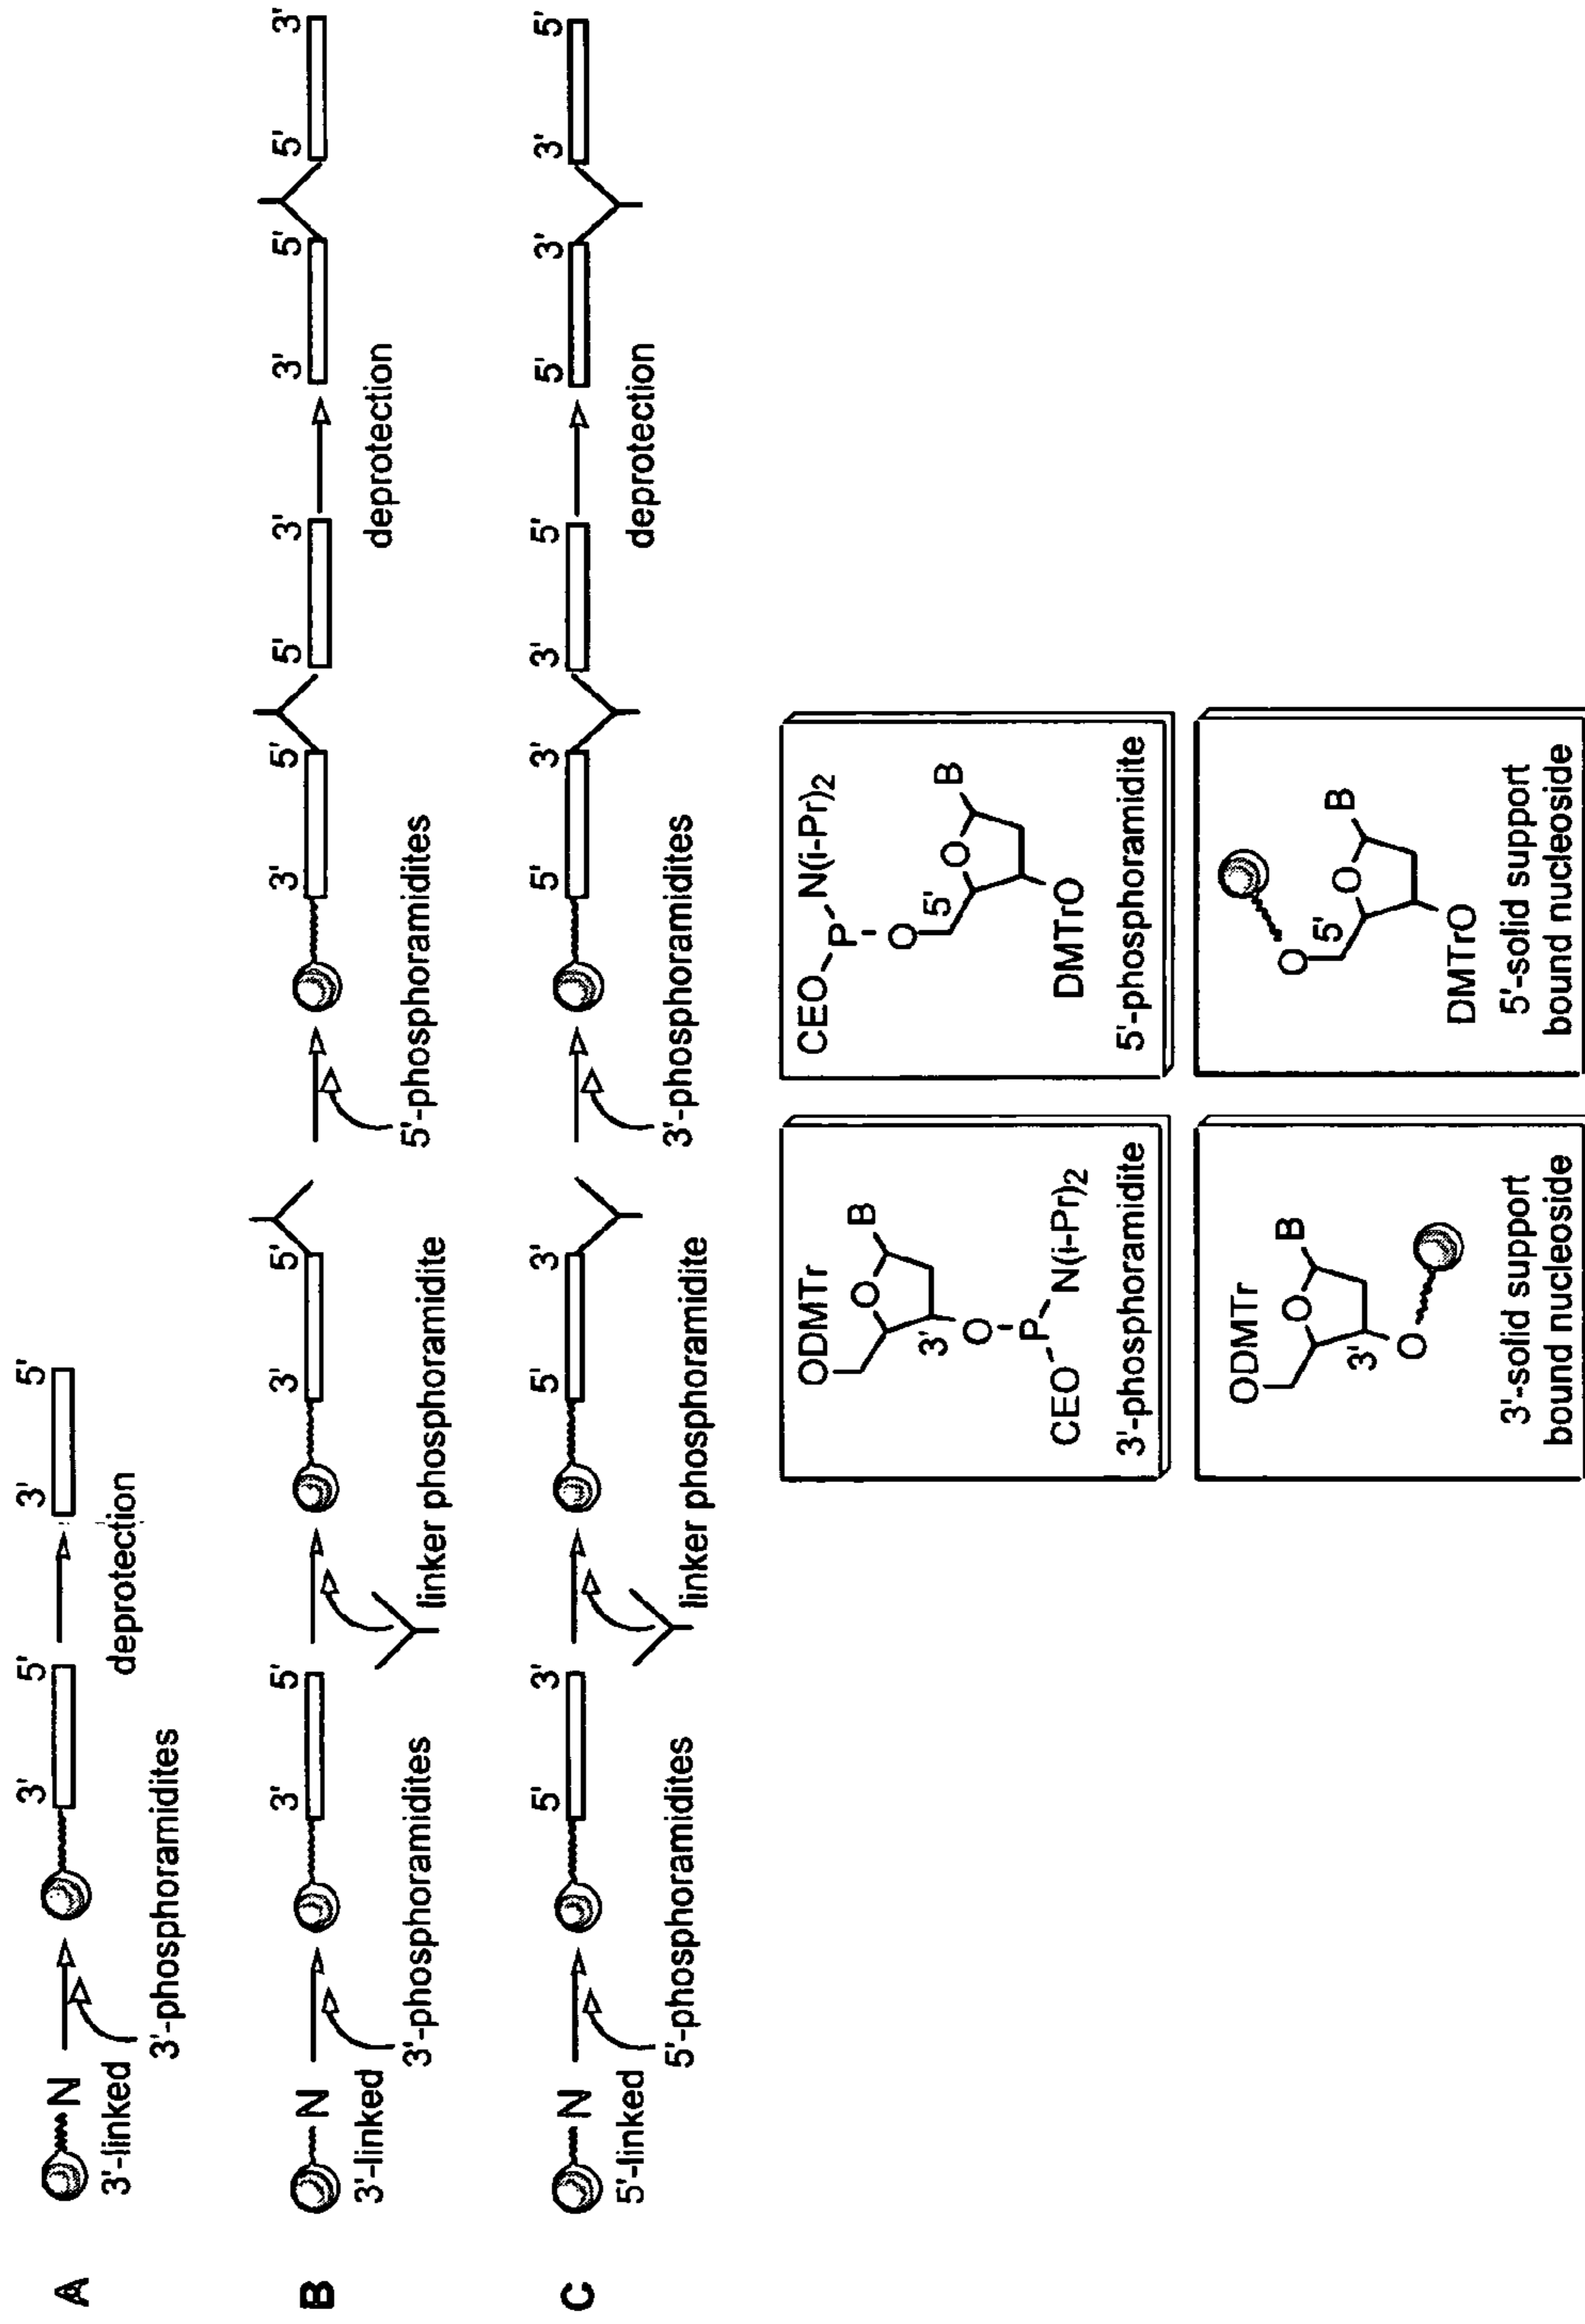 A
N
3'-linked
3'-phosphoramidites
3' 5'
deprotection
3' 5'
B
N
3'-linked
3'-phosphoramidites
3' 5'
linker phosphoramidite
3' 5'
5'-phosphoramidites
3' 5' 5' 3'
deprotection
3' 5' 5' 3'
C
N
5'-linked
5'-phosphoramidites
5' 3'
linker phosphoramidite
5' 3'
3'-phosphoramidites
5' 3' 3' 5'
deprotection
5' 3' 3' 5'
ODMTr
O
B
3'
O
P
CEO
N(i-Pr)2
3'-phosphoramidite
CEO
P
N(i-Pr)2
O
5'
O
B
DMTrO
5'-phosphoramidite
ODMTr
O
B
3'
O
3'-solid support
bound nucleoside
O
5'
O
B
DMTrO
5'-solid support
bound nucleoside